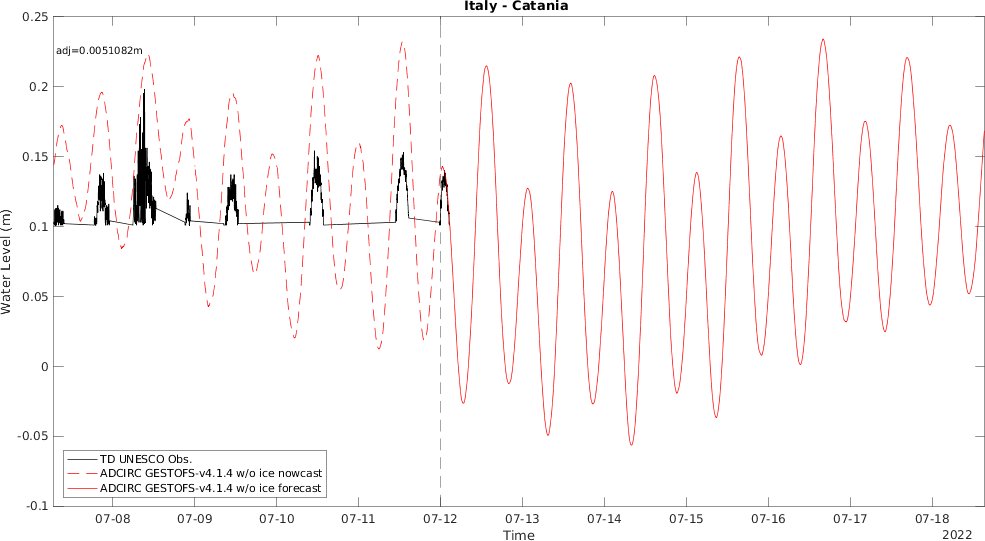 Italy - Catania
0.25
adj=0.0051082m
0.2
0.15
0.1
0.05
0
-0.05
-0.1
Water Level (m)
TD UNESCO Obs.
ADCIRC GESTOFS-v4.1.4 w/o ice nowcast
ADCIRC GESTOFS-v4.1.4 w/o ice forecast
07-08 07-09 07-10 07-11 07-12 07-13 07-14 07-15 07-16 07-17 07-18
Time
2022